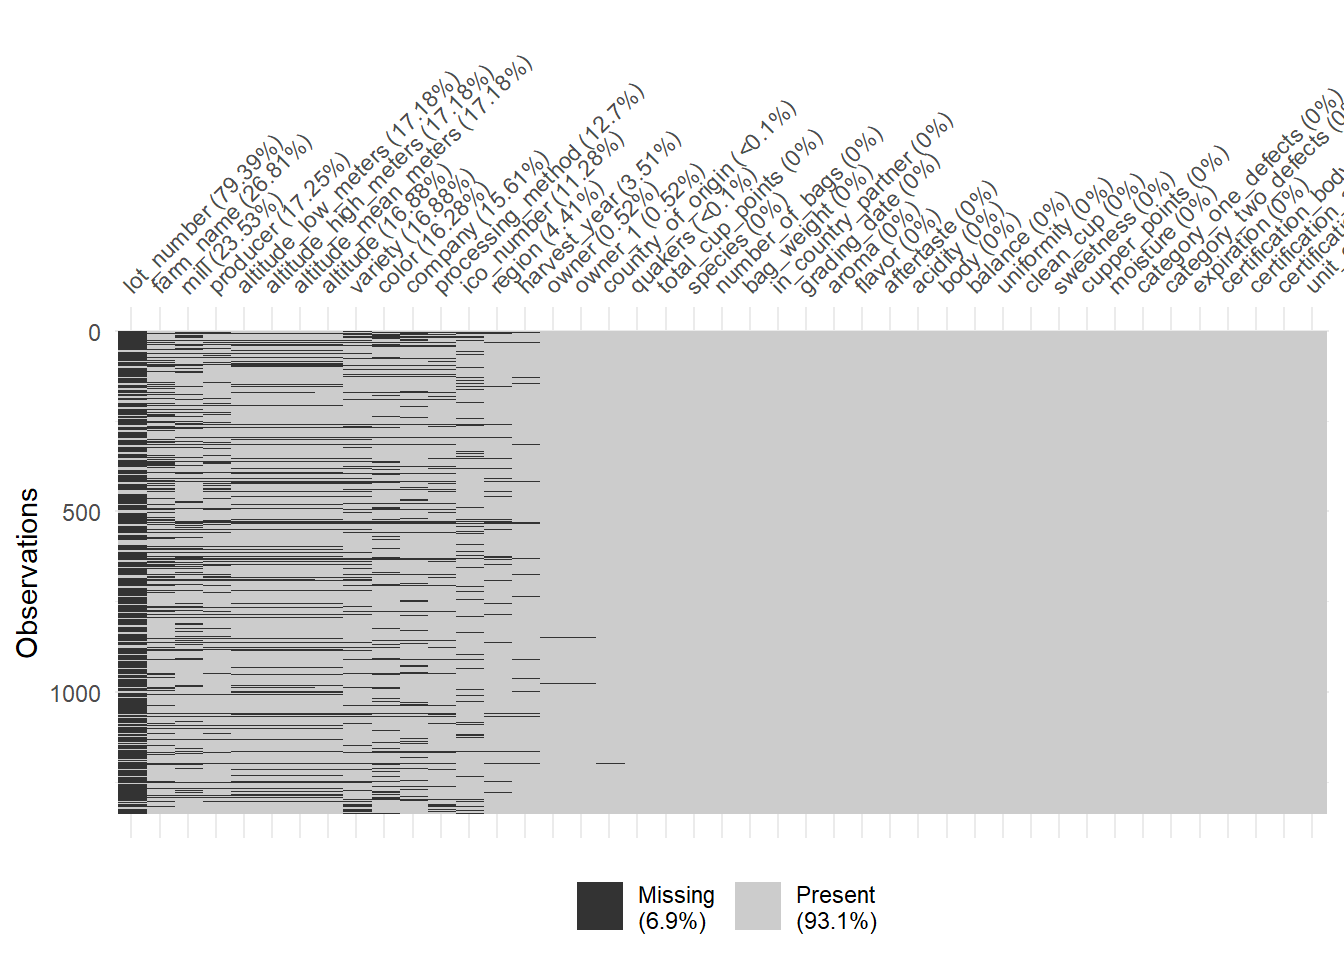 lot_number (79.39%)
farm_name (26.81%)
mill (23.53%)
producer (17.25%)
altitude_low_meters (17.18%)
altitude_high_meters (17.18%)
altitude_mean_meters (17.18%)
altitude (16.88%)
variety (16.88%)
color (16.28%)
company (15.61%)
processing_method (12.7%)
ico_number (11.28%)
region (4.41%)
harvest_year (3.51%)
owner (0.52%)
owner_1 (0.52%)
country_of_origin (<0.1%)
quakers (<0.1%)
total_cup_points (0%)
species (0%)
number_of_bags (0%)
bag_weight (0%)
in_country_partner (0%)
grading_date (0%)
aroma (0%)
flavor (0%)
aftertaste (0%)
acidity (0%)
body (0%)
balance (0%)
uniformity (0%)
clean_cup (0%)
sweetness (0%)
cupper_points (0%)
moisture (0%)
category_one_defects (0%)
category_two_defects (0
expiration (0%)
certification_body
certification_
certification
unit_
0
500
1000
Observations
Missing
(6.9%)
Present
(93.1%)